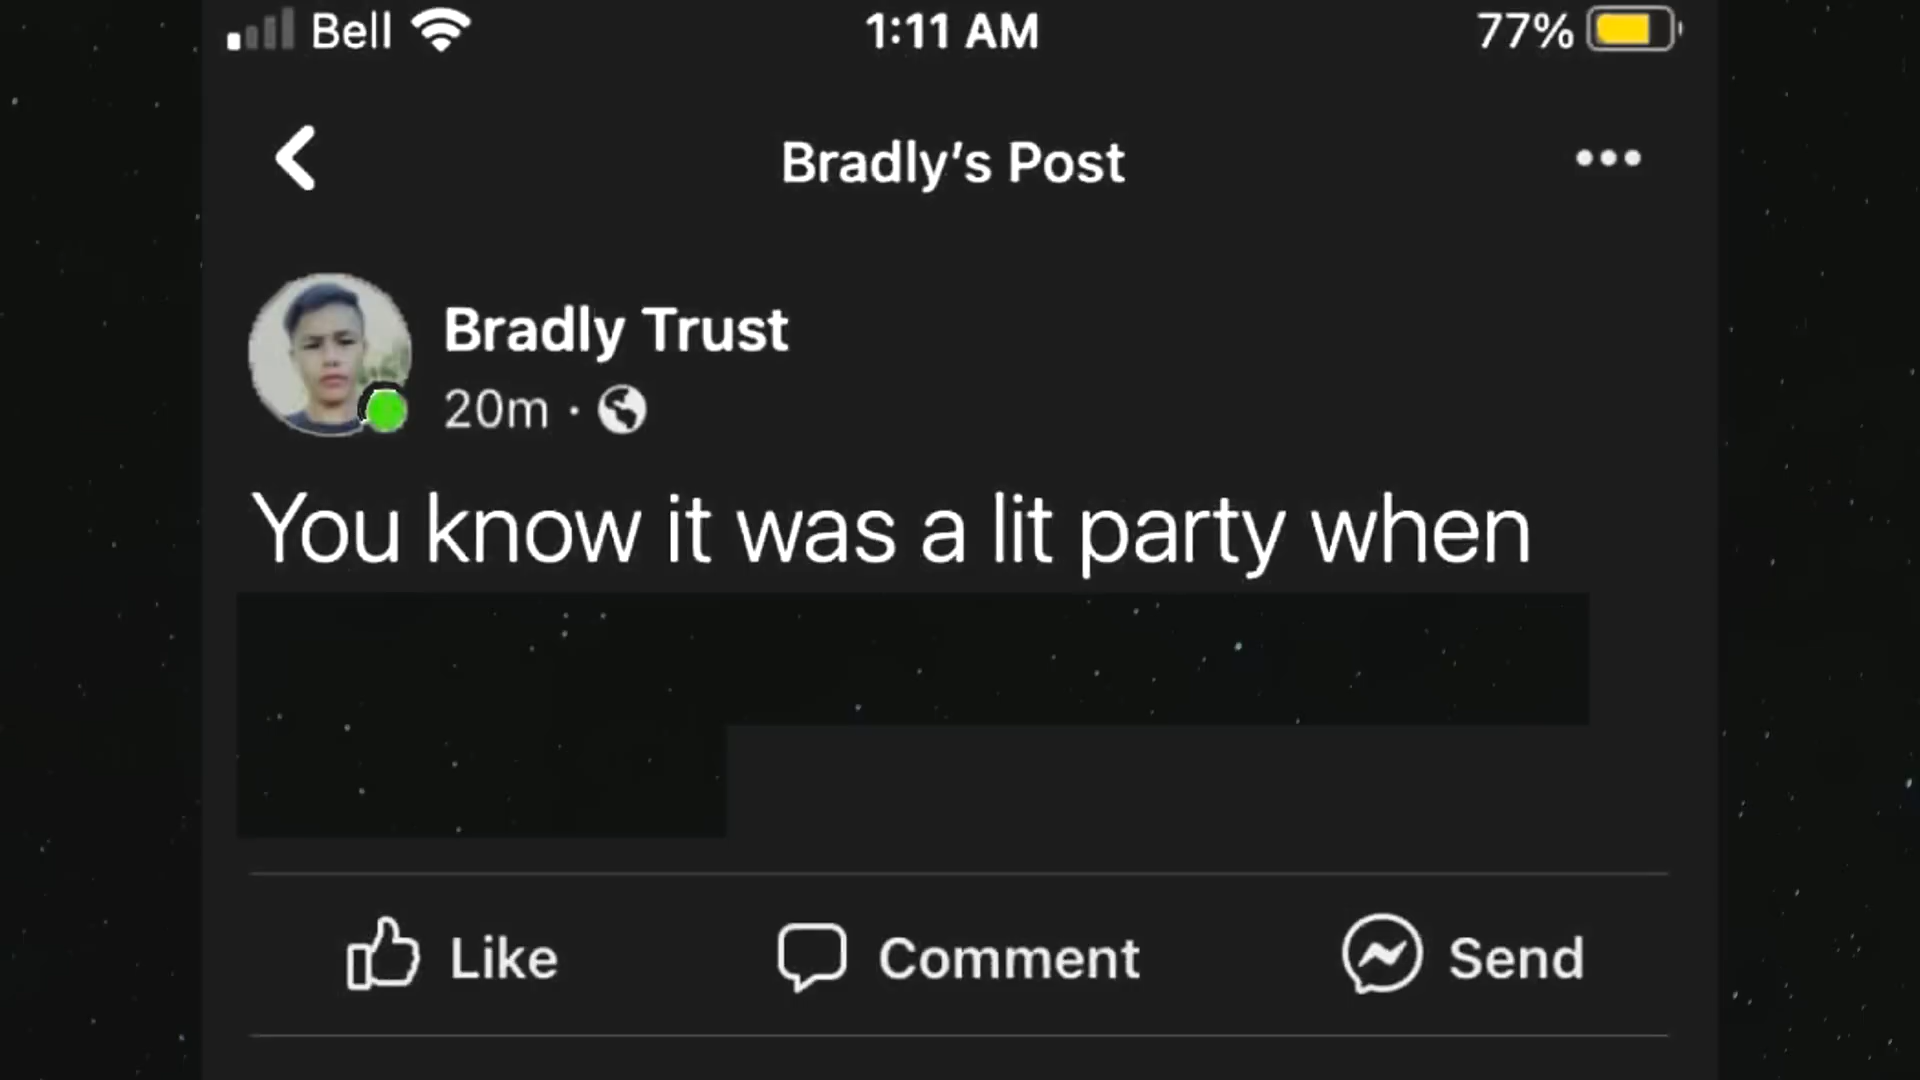 Bell 1:11 AM 77%
Bradly's Post
Bradly Trust
20m ·
You know it was a lit party when
Like Comment Send